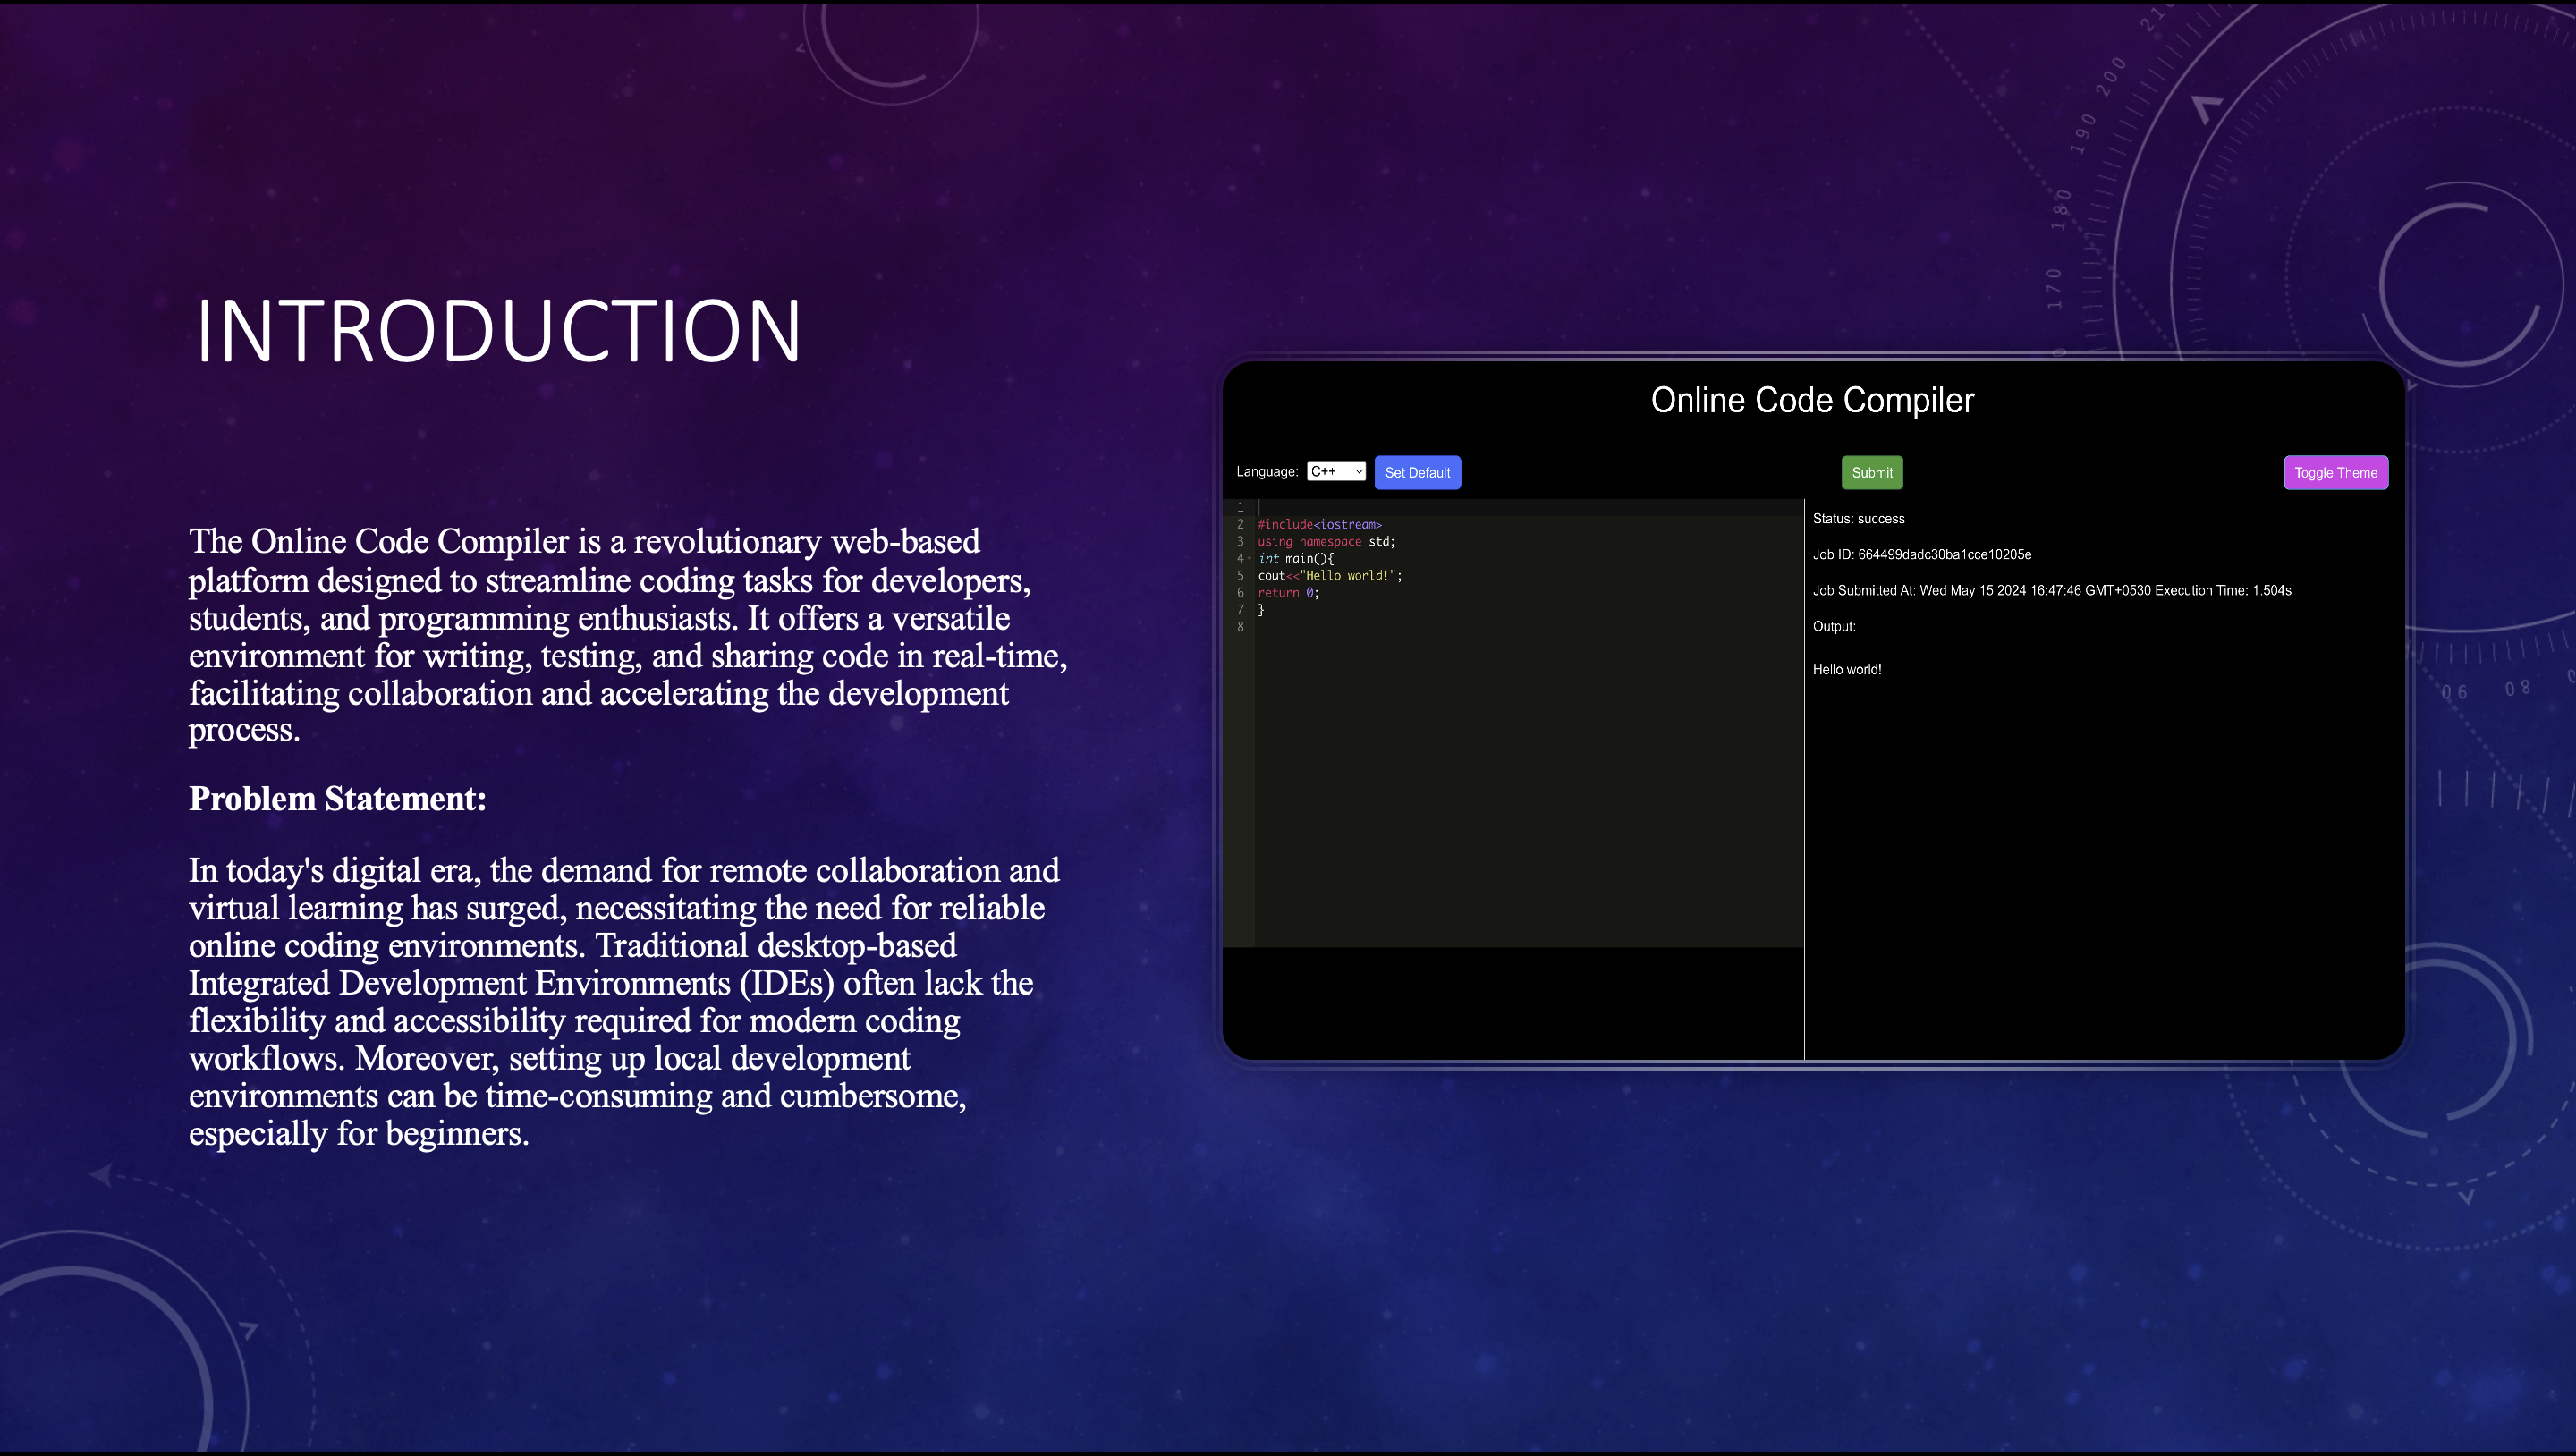 INTRODUCTION
The Online Code Compiler is a revolutionary web-based
platform designed to streamline coding tasks for developers,
students, and programming enthusiasts. It offers a versatile
environment for writing, testing, and sharing code in real-time,
facilitating collaboration and accelerating the development
process.
Problem Statement:
In today's digital era, the demand for remote collaboration and
virtual learning has surged, necessitating the need for reliable
online coding environments. Traditional desktop-based
Integrated Development Environments (IDEs) often lack the
flexibility and accessibility required for modern coding
workflows. Moreover, setting up local development
environments can be time-consuming and cumbersome,
especially for beginners.
Online Code Compiler
Language: C++ Set Default Submit Toggle Theme
1
2 #include<iostream>
3 using namespace std;
4 int main(){
5 cout<<"Hello world!";
6 return 0;
7 }
8
Status: success
Job ID: 664499dadc30ba1cce10205e
Job Submitted At: Wed May 15 2024 16:47:46 GMT+0530 Execution Time: 1.504s
Output:
Hello world!
170 180 190 200
90 80